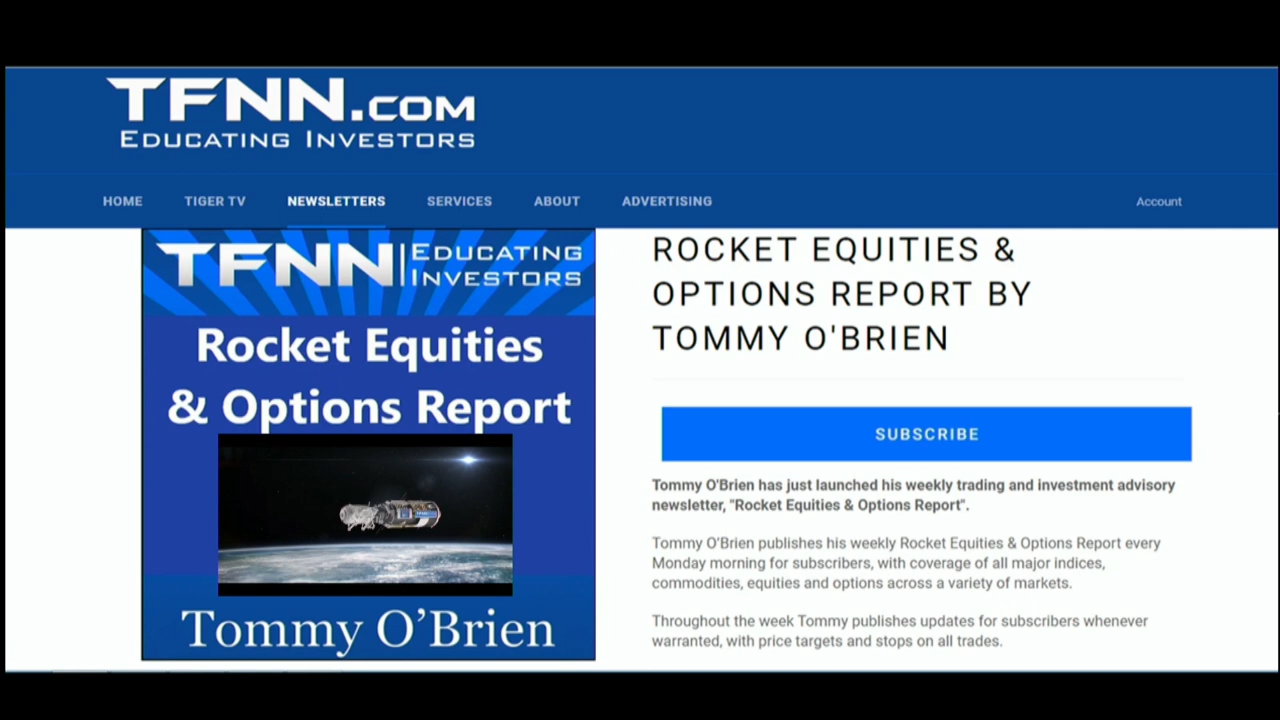 TFNN.COM
EDUCATING INVESTORS
HOME TIGER TV NEWSLETTERS SERVICES ABOUT ADVERTISING Account
TFNN EDUCATING
INVESTORS
Rocket Equities
& Options Report
Tommy O'Brien
ROCKET EQUITIES &
OPTIONS REPORT BY
TOMMY O'BRIEN
SUBSCRIBE
Tommy O'Brien has just launched his weekly trading and investment advisory
newsletter, "Rocket Equities & Options Report".
Tommy O'Brien publishes his weekly Rocket Equities & Options Report every
Monday morning for subscribers, with coverage of all major indices,
commodities, equities and options across a variety of markets.
Throughout the week Tommy publishes updates for subscribers whenever
warranted, with price targets and stops on all trades.